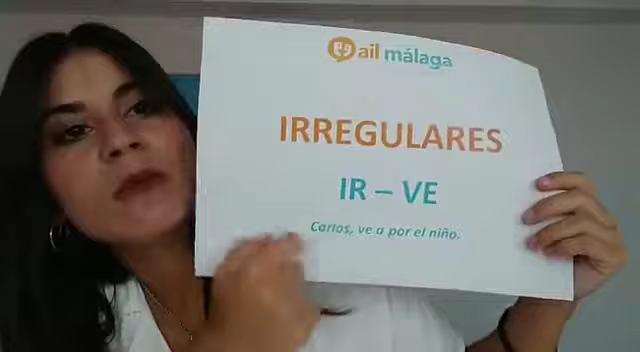 ail málaga
IRREGULARES
IR – VE
Carlos, ve a por el niño.